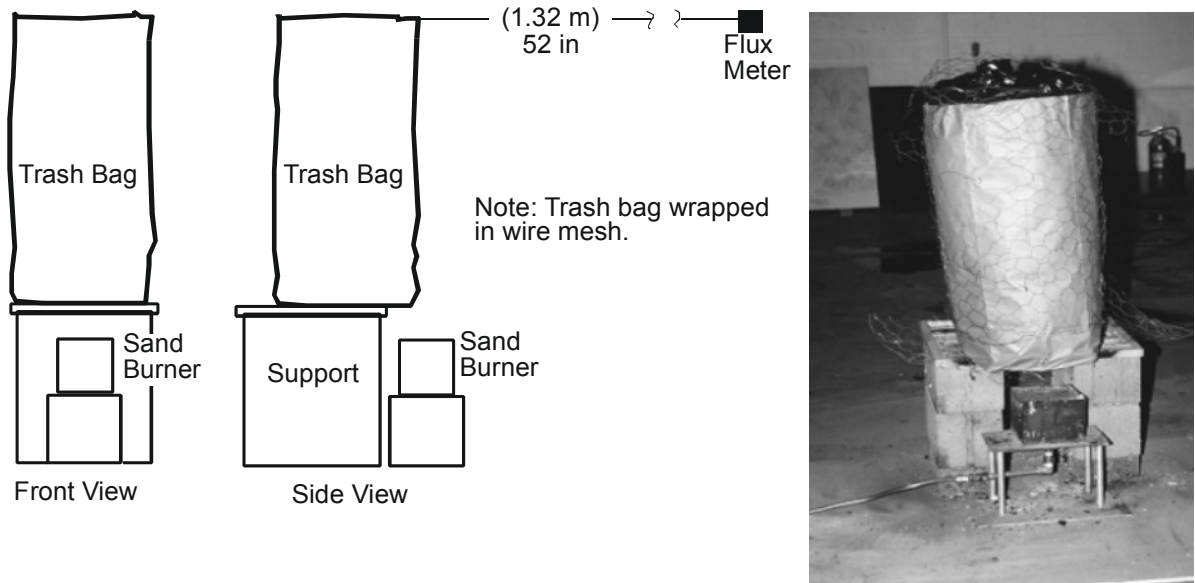 (1.32 m)
52 in
Flux
Meter
Trash Bag
Trash Bag
Note: Trash bag wrapped
in wire mesh.
Sand
Burner
Support
Sand
Burner
Front View
Side View